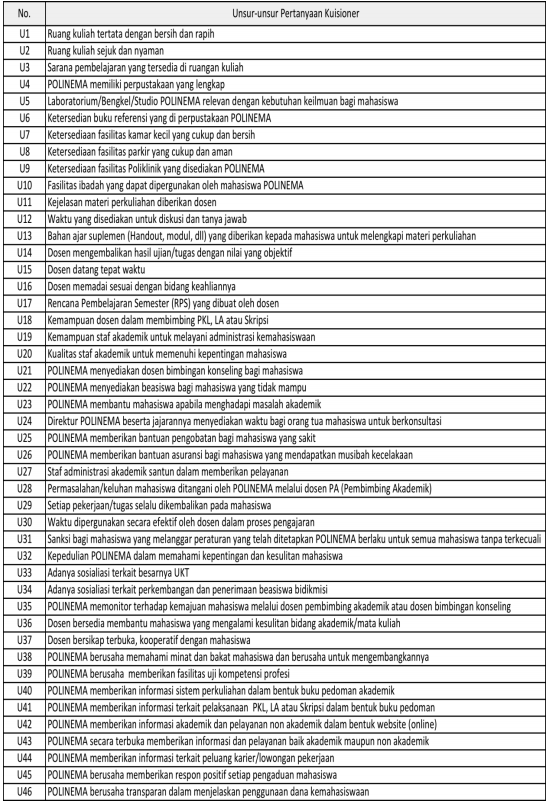 No. Unsur-unsur Pertanyaan Kuisioner
U1 Ruang kuliah tertata dengan bersih dan rapih
U2 Ruang kuliah sejuk dan nyaman
U3 Sarana pembelajaran yang tersedia di ruangan kuliah
U4 POLINEMA memiliki perpustakaan yang lengkap
U5 Laboratorium/Bengkel/Studio POLINEMA relevan dengan kebutuhan keilmuan bagi mahasiswa
U6 Ketersedian buku referensi yang di perpustakaan POLINEMA
U7 Ketersediaan fasilitas kamar kecil yang cukup dan bersih
U8 Ketersediaan fasilitas parkir yang cukup dan aman
U9 Ketersediaan fasilitas Poliklinik yang disediakan POLINEMA
U10 Fasilitas ibadah yang dapat dipergunakan oleh mahasiswa POLINEMA
U11 Kejelasan materi perkuliahan diberikan dosen
U12 Waktu yang disediakan untuk diskusi dan tanya jawab
U13 Bahan ajar suplemen (Handout, modul, dll) yang diberikan kepada mahasiswa untuk melengkapi materi perkuliahan
U14 Dosen mengembalikan hasil ujian/tugas dengan nilai yang objektif
U15 Dosen datang tepat waktu
U16 Dosen memadai sesuai dengan bidang keahliannya
U17 Rencana Pembelajaran Semester (RPS) yang dibuat oleh dosen
U18 Kemampuan dosen dalam membimbing PKL, LA atau Skripsi
U19 Kemampuan staf akademik untuk melayani administrasi kemahasiswaan
U20 Kualitas staf akademik untuk memenuhi kepentingan mahasiswa
U21 POLINEMA menyediakan dosen bimbingan konseling bagi mahasiswa
U22 POLINEMA menyediakan beasiswa bagi mahasiswa yang tidak mampu
U23 POLINEMA membantu mahasiswa apabila menghadapi masalah akademik
U24 Direktur POLINEMA beserta jajarannya menyediakan waktu bagi orang tua mahasiswa untuk berkonsultasi
U25 POLINEMA memberikan bantuan pengobatan bagi mahasiswa yang sakit
U26 POLINEMA memberikan bantuan asuransi bagi mahasiswa yang mendapatkan musibah kecelakaan
U27 Staf administrasi akademik santun dalam memberikan pelayanan
U28 Permasalahan/keluhan mahasiswa ditangani oleh POLINEMA melalui dosen PA (Pembimbing Akademik)
U29 Setiap pekerjaan/tugas selalu dikembalikan pada mahasiswa
U30 Waktu dipergunakan secara efektif oleh dosen dalam proses pengajaran
U31 Sanksi bagi mahasiswa yang melanggar peraturan yang telah ditetapkan POLINEMA berlaku untuk semua mahasiswa tanpa terkecuali
U32 Kepedulian POLINEMA dalam memahami kepentingan dan kesulitan mahasiswa
U33 Adanya sosialiasi terkait besarnya UKT
U34 Adanya sosialiasi terkait perkembangan dan penerimaan beasiswa bidikmisi
U35 POLINEMA memonitor terhadap kemajuan mahasiswa melalui dosen pembimbing akademik atau dosen bimbingan konseling
U36 Dosen bersedia membantu mahasiswa yang mengalami kesulitan bidang akademik/mata kuliah
U37 Dosen bersikap terbuka, kooperatif dengan mahasiswa
U38 POLINEMA berusaha memahami minat dan bakat mahasiswa dan berusaha untuk mengembangkannya
U39 POLINEMA berusaha memberikan fasilitas uji kompetensi profesi
U40 POLINEMA memberikan informasi sistem perkuliahan dalam bentuk buku pedoman akademik
U41 POLINEMA memberikan informasi terkait pelaksanaan PKL, LA atau Skripsi dalam bentuk buku pedoman
U42 POLINEMA memberikan informasi akademik dan pelayanan non akademik dalam bentuk website (online)
U43 POLINEMA secara terbuka memberikan informasi dan pelayanan baik akademik maupun non akademik
U44 POLINEMA memberikan informasi terkait peluang karier/lowongan pekerjaan
U45 POLINEMA berusaha memberikan respon positif setiap pengaduan mahasiswa
U46 POLINEMA berusaha transparan dalam menjelaskan penggunaan dana kemahasiswaan